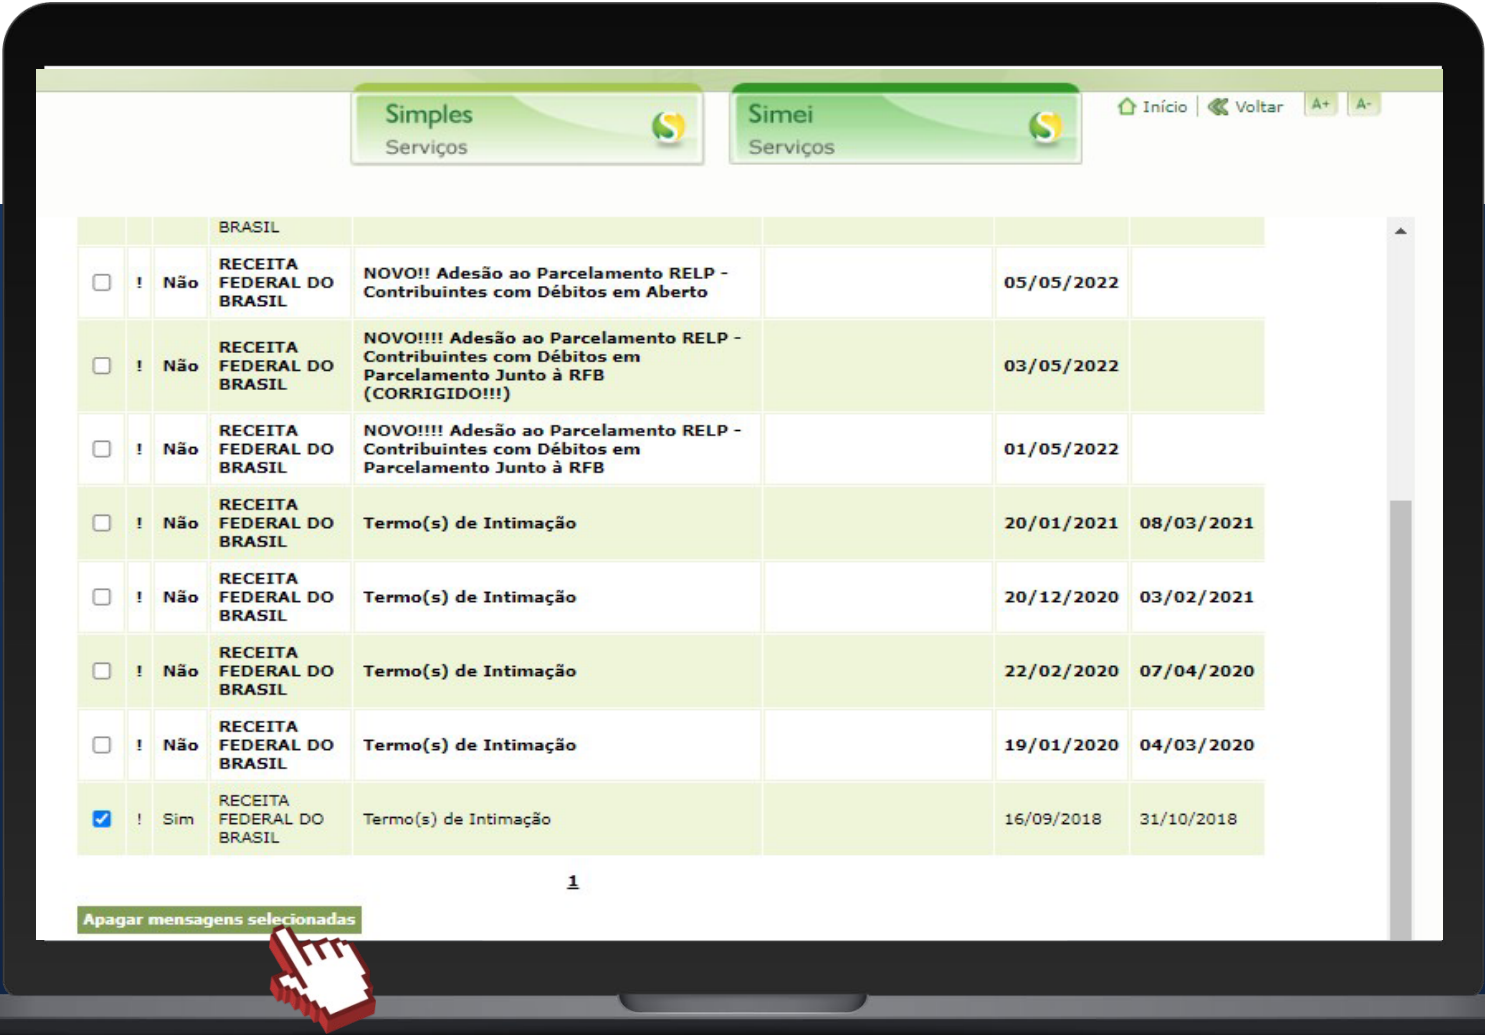 Simples
Serviços
Simei
Serviços
Início
Voltar
A+
A-
BRASIL
! Não RECEITA FEDERAL DO BRASIL NOVO!! Adesão ao Parcelamento RELP - Contribuintes com Débitos em Aberto 05/05/2022
! Não RECEITA FEDERAL DO BRASIL NOVO!!!! Adesão ao Parcelamento RELP - Contribuintes com Débitos em Parcelamento Junto à RFB (CORRIGIDO!!!) 03/05/2022
! Não RECEITA FEDERAL DO BRASIL NOVO!!!! Adesão ao Parcelamento RELP - Contribuintes com Débitos em Parcelamento Junto à RFB 01/05/2022
! Não RECEITA FEDERAL DO BRASIL Termo(s) de Intimação 20/01/2021 08/03/2021
! Não RECEITA FEDERAL DO BRASIL Termo(s) de Intimação 20/12/2020 03/02/2021
! Não RECEITA FEDERAL DO BRASIL Termo(s) de Intimação 22/02/2020 07/04/2020
! Não RECEITA FEDERAL DO BRASIL Termo(s) de Intimação 19/01/2020 04/03/2020
! Sim RECEITA FEDERAL DO BRASIL Termo(s) de Intimação 16/09/2018 31/10/2018
1
Apagar mensagens selecionadas